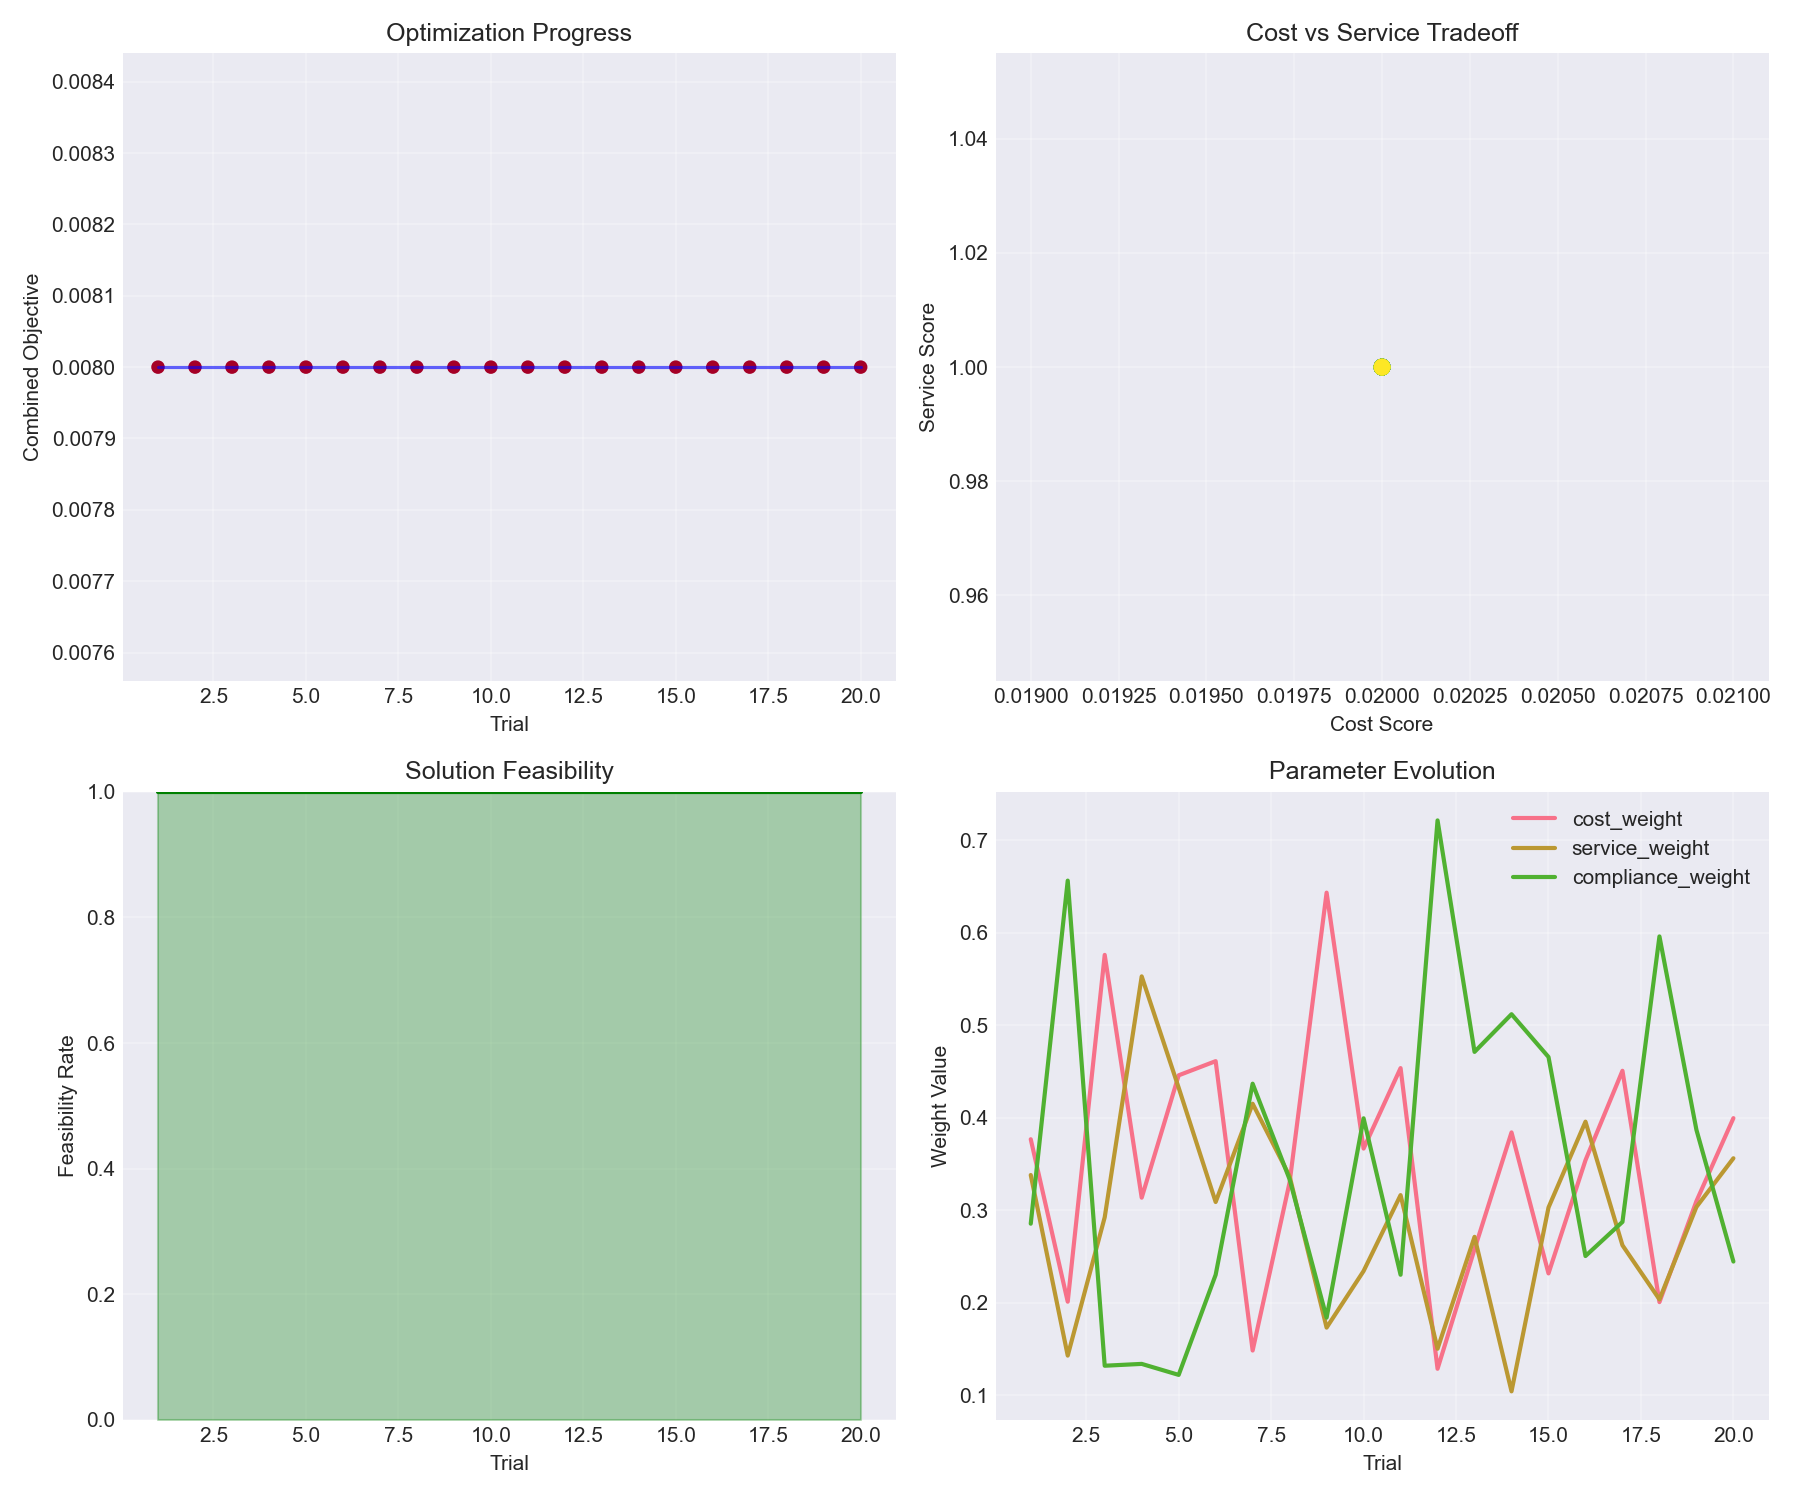 Optimization Progress
Combined Objective
0.0084
0.0083
0.0082
0.0081
0.0080
0.0079
0.0078
0.0077
0.0076
2.5 5.0 7.5 10.0 12.5 15.0 17.5 20.0
Trial
Cost vs Service Tradeoff
Service Score
1.04
1.02
1.00
0.98
0.96
0.01900 0.01925 0.01950 0.01975 0.02000 0.02025 0.02050 0.02075 0.02100
Cost Score
Solution Feasibility
Feasibility Rate
1.0
0.8
0.6
0.4
0.2
0.0
2.5 5.0 7.5 10.0 12.5 15.0 17.5 20.0
Trial
Parameter Evolution
Weight Value
0.7
0.6
0.5
0.4
0.3
0.2
0.1
cost_weight
service_weight
compliance_weight
2.5 5.0 7.5 10.0 12.5 15.0 17.5 20.0
Trial